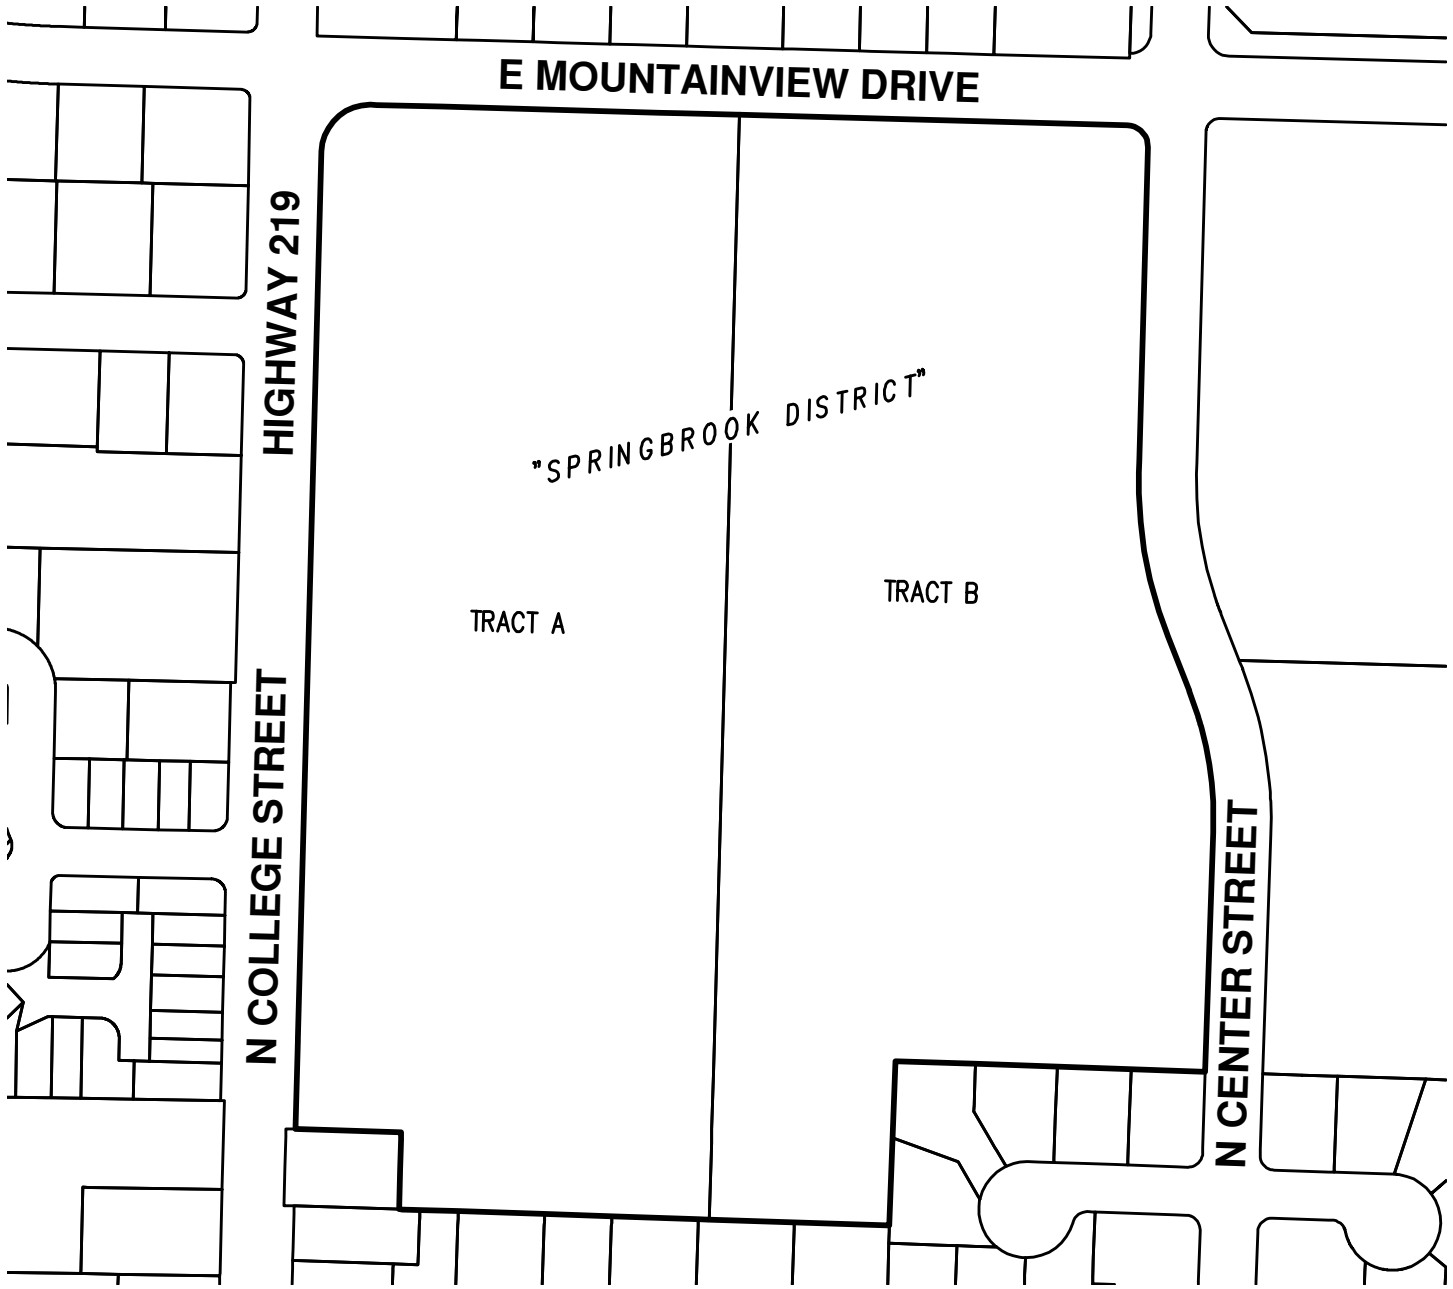 E MOUNTAINVIEW DRIVE
HIGHWAY 219
"SPRINGBROOK DISTRICT"
TRACT A
TRACT B
N COLLEGE STREET
N CENTER STREET